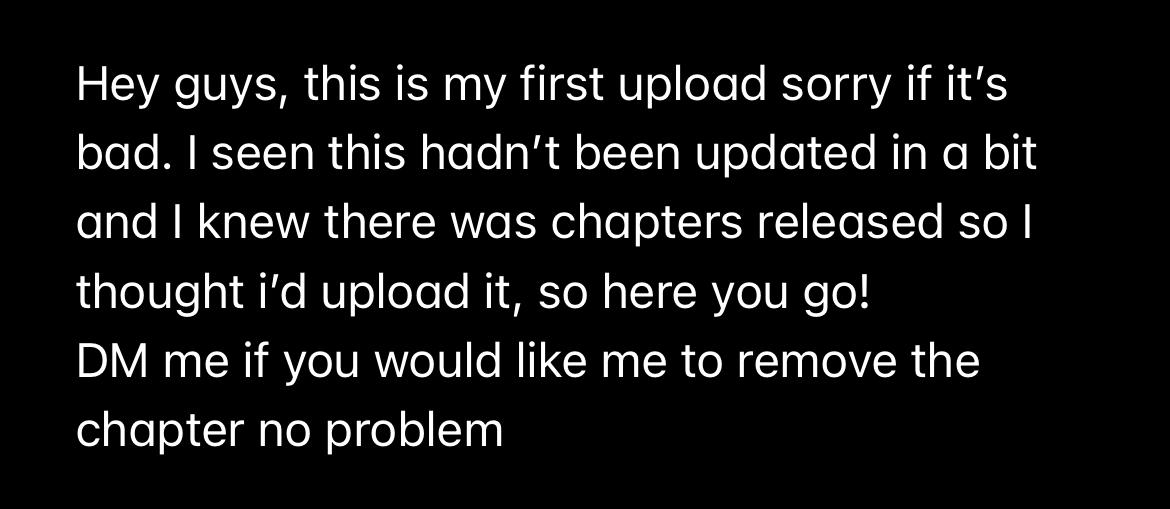 Hey guys, this is my first upload sorry if it’s
bad. I seen this hadn’t been updated in a bit
and I knew there was chapters released so I
thought i’d upload it, so here you go!
DM me if you would like me to remove the
chapter no problem